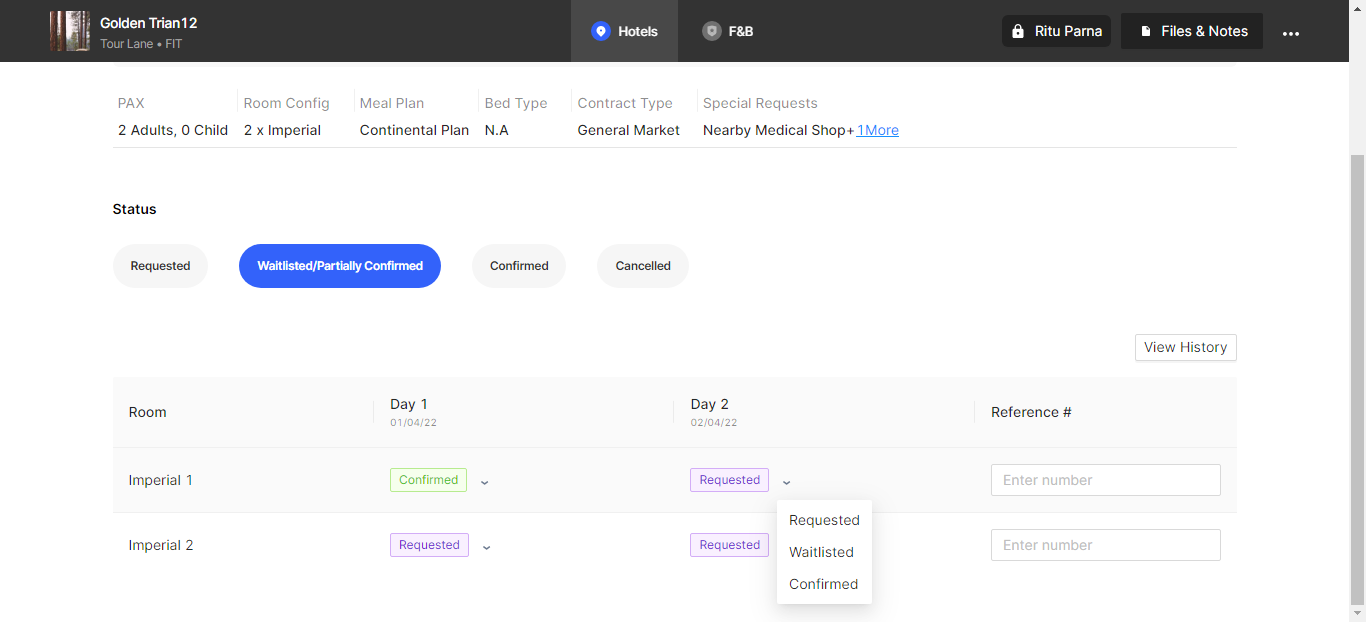 Golden Trian12
Tour Lane • FIT
Hotels
F&B
Ritu Parna
Files & Notes
PAX
Room Config
Meal Plan
Bed Type
Contract Type
Special Requests
2 Adults, 0 Child
2 x Imperial
Continental Plan
N.A
General Market
Nearby Medical Shop+ 1More
Status
Requested
Waitlisted/Partially Confirmed
Confirmed
Cancelled
View History
Room
Day 1
01/04/22
Day 2
02/04/22
Reference #
Imperial 1
Confirmed
Requested
Enter number
Imperial 2
Requested
Requested
Enter number
Requested
Waitlisted
Confirmed